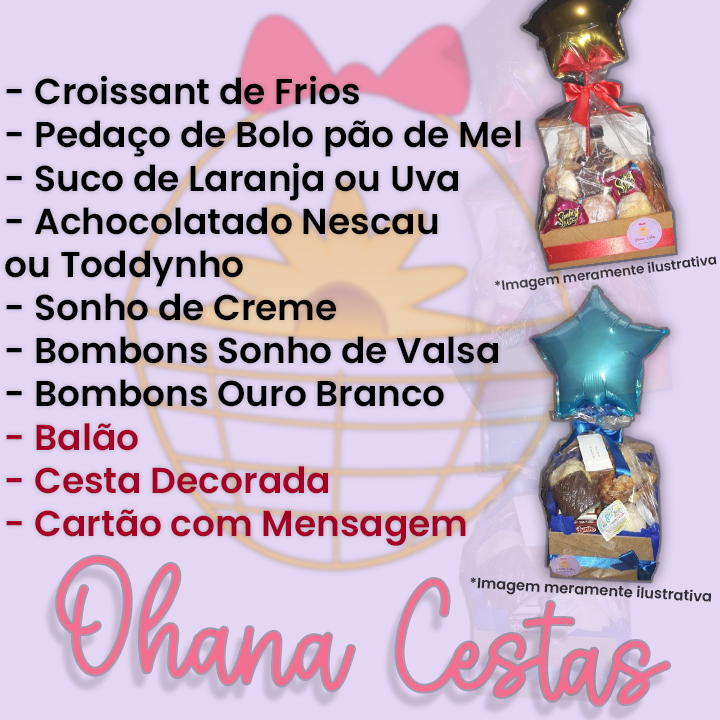 - Croissant de Frios
- Pedaço de Bolo pão de Mel
- Suco de Laranja ou Uva
- Achocolatado Nescau
ou Toddynho
- Sonho de Creme
- Bombons Sonho de Valsa
- Bombons Ouro Branco
- Balão
- Cesta Decorada
- Cartão com Mensagem
*Imagem meramente ilustrativa
*Imagem meramente ilustrativa
Ohana Cestas